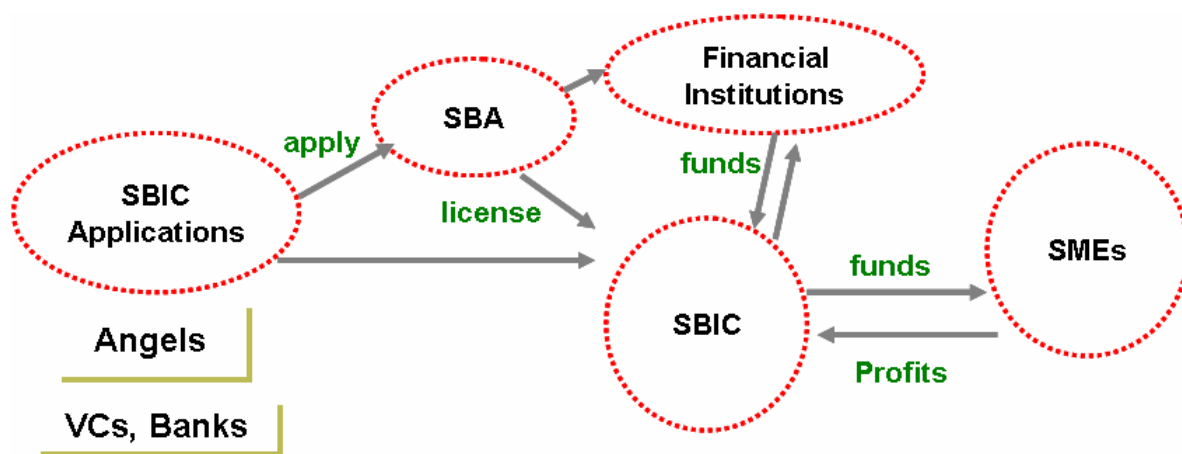 Financial
Institutions
SBA
apply
funds
SBIC
Applications
license
SMEs
funds
SBIC
Angels
Profits
VCs, Banks